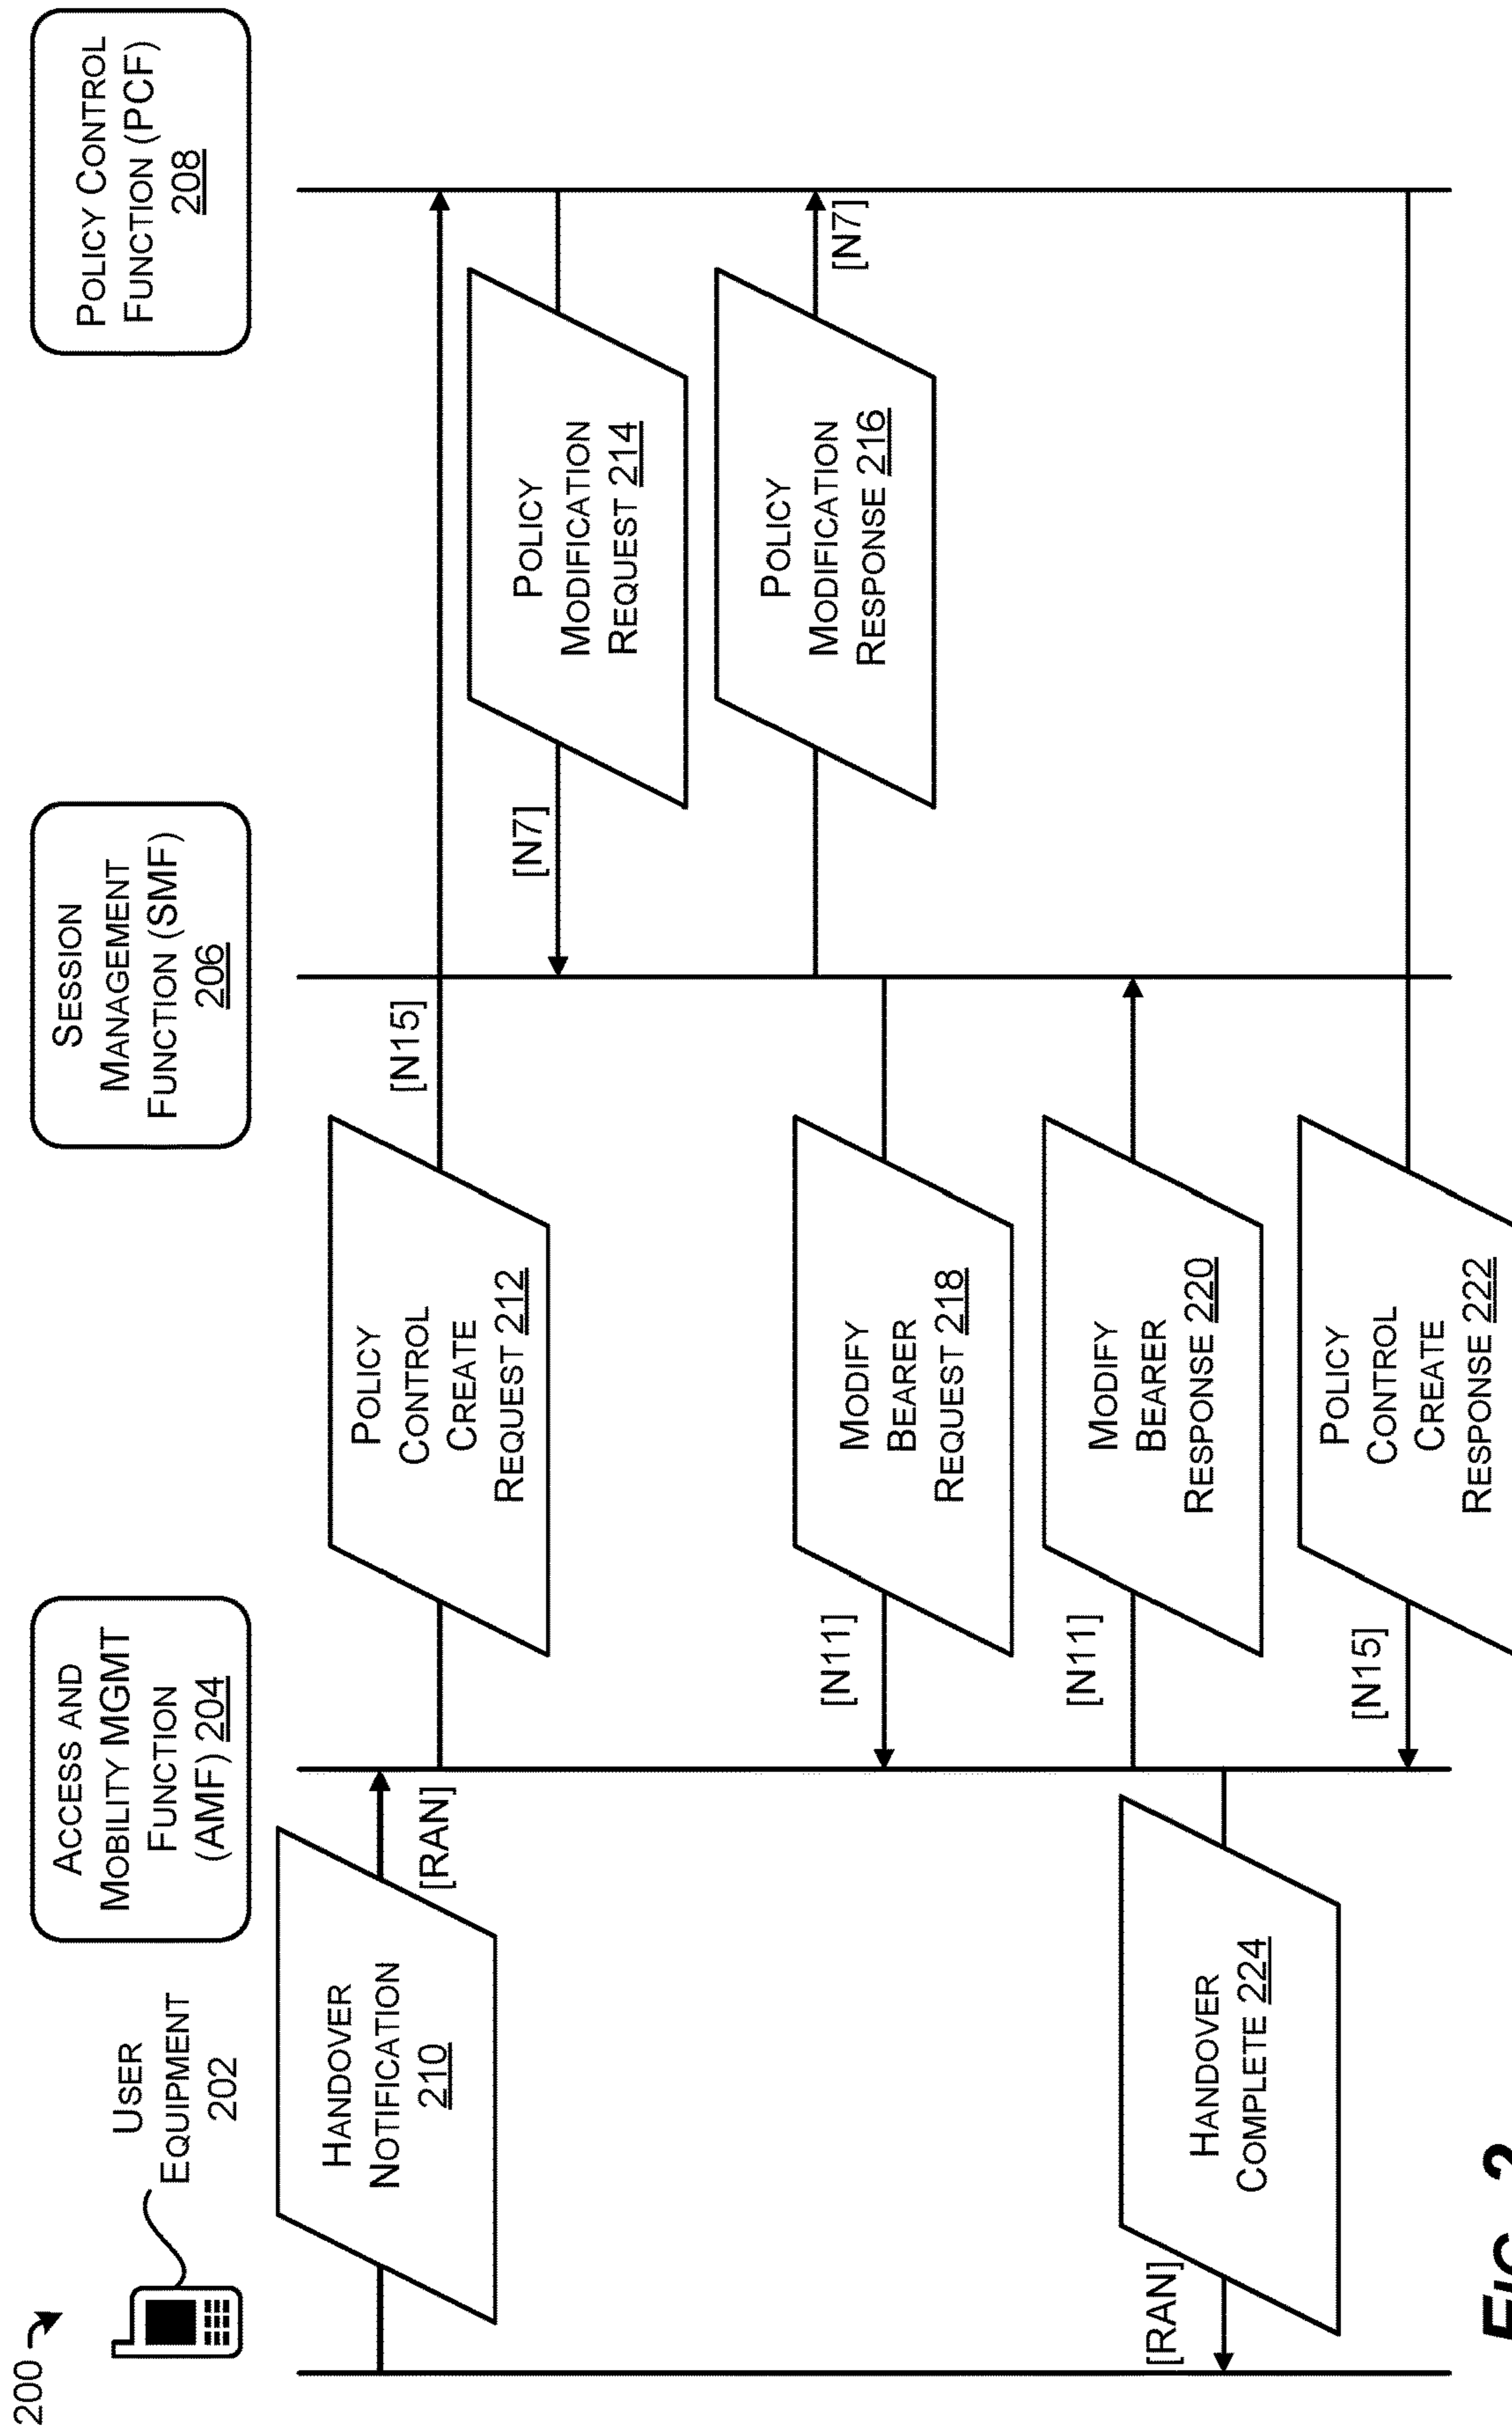 200
USER
EQUIPMENT
202
ACCESS AND
MOBILITY MGMT
FUNCTION
(AMF) 204
SESSION
MANAGEMENT
FUNCTION (SMF)
206
POLICY CONTROL
FUNCTION (PCF)
208
HANDOVER
NOTIFICATION
210
[RAN]
POLICY
CONTROL
CREATE
REQUEST 212
[N15]
[N7]
POLICY
MODIFICATION
REQUEST 214
POLICY
MODIFICATION
RESPONSE 216
[N7]
[N11]
MODIFY
BEARER
REQUEST 218
[N11]
MODIFY
BEARER
RESPONSE 220
[RAN]
HANDOVER
COMPLETE 224
[N15]
POLICY
CONTROL
CREATE
RESPONSE 222
FIG. 2